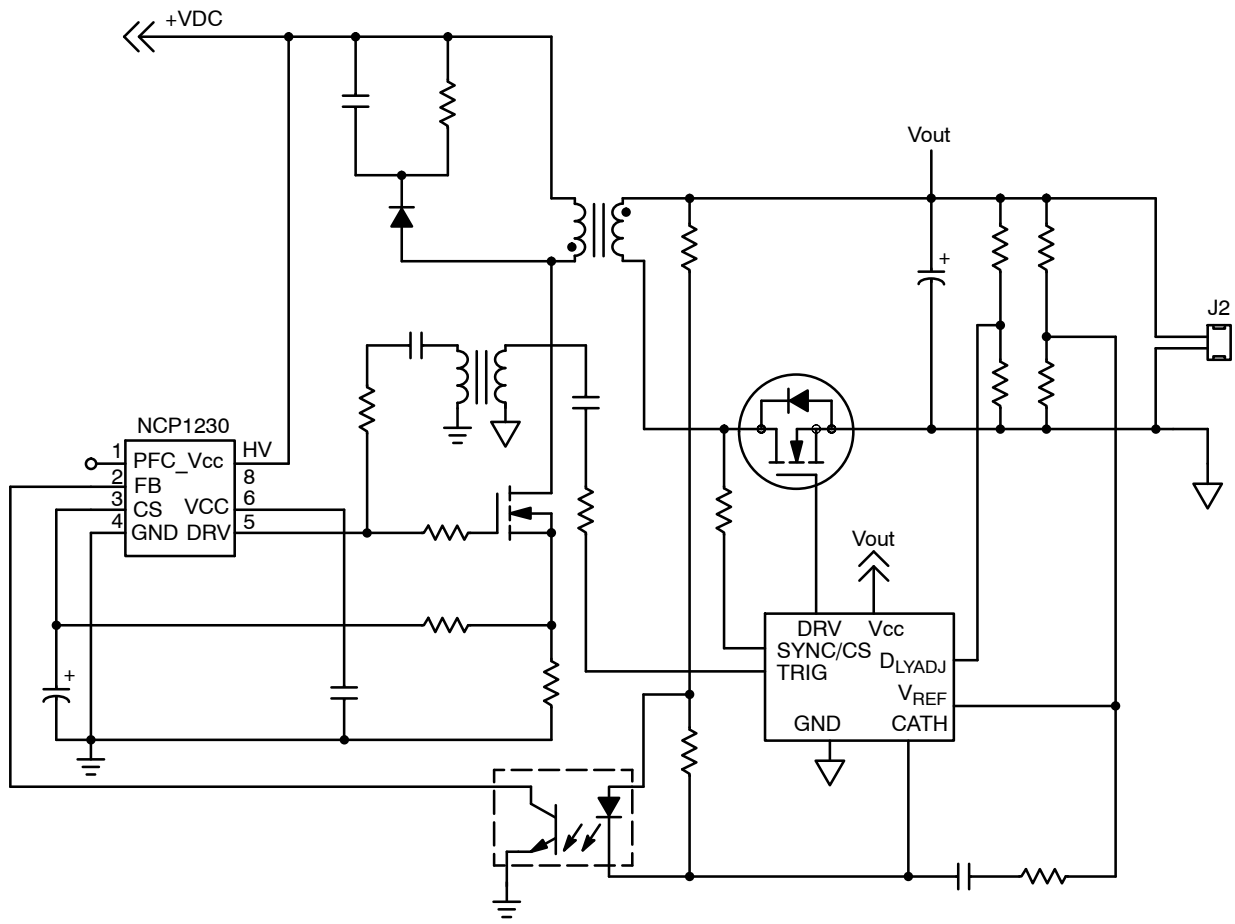 +VDC
Vout
+
J2
NCP1230
1 PFC_Vcc HV 8
2 FB
3 CS VCC 6
4 GND DRV 5
Vout
DRV Vcc
SYNC/CS
TRIG DLYADJ
VREF
GND CATH
+